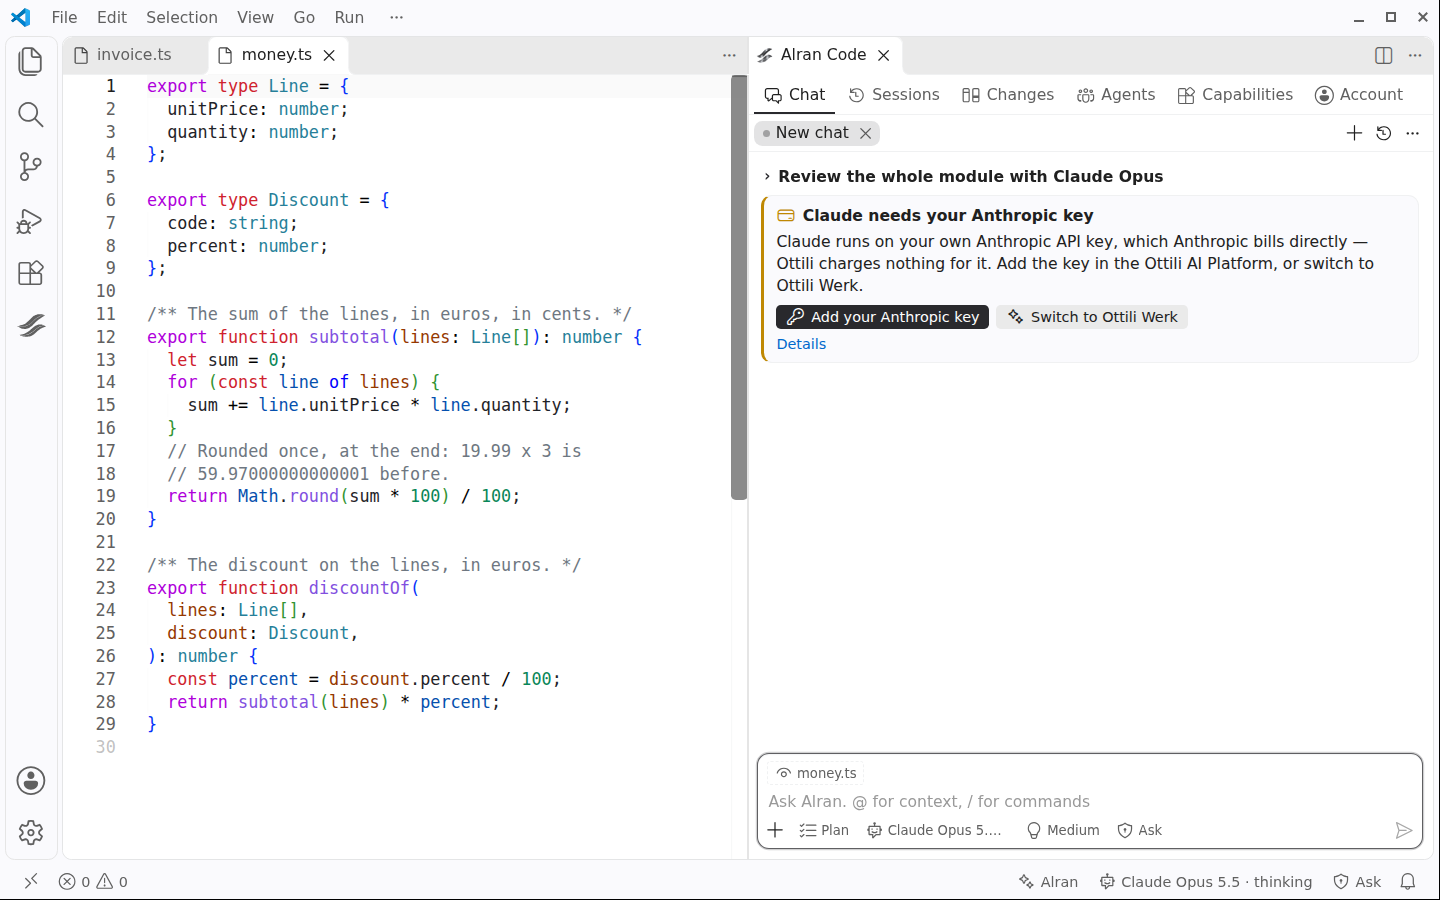 File Edit Selection View Go Run ···
invoice.ts money.ts
Alran Code
Chat Sessions Changes Agents Capabilities Account
New chat
1 export type Line = {
2   unitPrice: number;
3   quantity: number;
4 };
5
6 export type Discount = {
7   code: string;
8   percent: number;
9 };
10
11 /** The sum of the lines, in euros, in cents. */
12 export function subtotal(lines: Line[]): number {
13   let sum = 0;
14   for (const line of lines) {
15     sum += line.unitPrice * line.quantity;
16   }
17   // Rounded once, at the end: 19.99 x 3 is
18   // 59.97000000000001 before.
19   return Math.round(sum * 100) / 100;
20 }
21
22 /** The discount on the lines, in euros. */
23 export function discountOf(
24   lines: Line[],
25   discount: Discount,
26 ): number {
27   const percent = discount.percent / 100;
28   return subtotal(lines) * percent;
29 }
30
Review the whole module with Claude Opus
Claude needs your Anthropic key
Claude runs on your own Anthropic API key, which Anthropic bills directly —
Ottili charges nothing for it. Add the key in the Ottili AI Platform, or switch to
Ottili Werk.
Add your Anthropic key Switch to Ottili Werk
Details
money.ts
Ask Alran. @ for context, / for commands
Plan Claude Opus 5.... Medium Ask
0 0 Alran Claude Opus 5.5 · thinking Ask